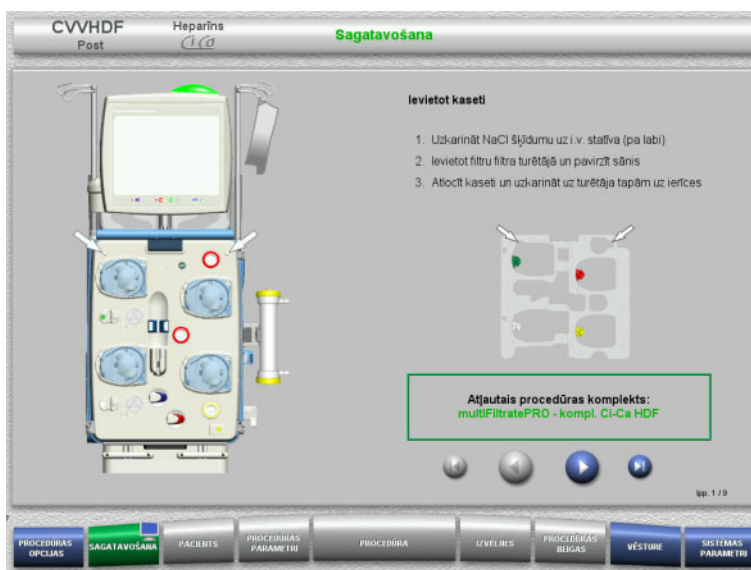 CVVHDF
Post
Heparīns
Ci Ca
Sagatavošana
Ievietot kaseti
1. Uzkarināt NaCl šķīdumu uz i.v. statīva (pa labi)
2. Ievietot filtru filtra turētājā un pavirzīt sānis
3. Atlocīt kaseti un uzkarināt uz turētāja tapām uz ierīces
Atļautais procedūras komplekts:
multiFiltratePRO - kompl. Ci-Ca HDF
lpp. 1 / 9
PROCEDŪRAS
OPCIJAS
SAGATAVOŠANA
PACIENTS
PROCEDŪRAS
PARAMETRI
PROCEDŪRA
IZVĒLNES
PROCEDŪRAS
BEIGAS
VĒSTURE
SISTĒMAS
PARAMETRI